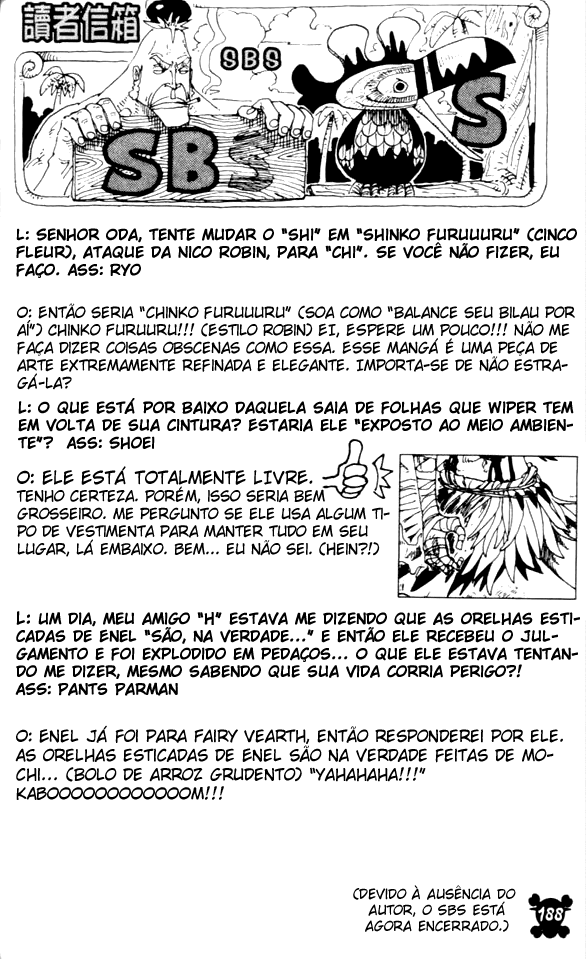 讀者信箱
SBS
SBS
S
L: SENHOR ODA, TENTE MUDAR O "SHI" EM "SHINKO FURUUURU" (CINCO
FLEUR), ATAQUE DA NICO ROBIN, PARA "CHI". SE VOCÊ NÃO FIZER, EU
FAÇO. ASS: RYO
O: ENTÃO SERIA "CHINKO FURUUURU" (SOA COMO "BALANCE SEU BILAU POR
AÍ") CHINKO FURUURU!!! (ESTILO ROBIN) EI, ESPERE UM POUCO!!! NÃO ME
FAÇA DIZER COISAS OBSCENAS COMO ESSA. ESSE MANGÁ É UMA PEÇA DE
ARTE EXTREMAMENTE REFINADA E ELEGANTE. IMPORTA-SE DE NÃO ESTRA-
GÁ-LA?
L: O QUE ESTÁ POR BAIXO DAQUELA SAIA DE FOLHAS QUE WIPER TEM
EM VOLTA DE SUA CINTURA? ESTARIA ELE "EXPOSTO AO MEIO AMBIEN-
TE"? ASS: SHOEI
O: ELE ESTÁ TOTALMENTE LIVRE.
TENHO CERTEZA. PORÉM, ISSO SERIA BEM
GROSSEIRO. ME PERGUNTO SE ELE USA ALGUM TI-
PO DE VESTIMENTA PARA MANTER TUDO EM SEU
LUGAR, LÁ EMBAIXO. BEM... EU NÃO SEI. (HEIN?!)
L: UM DIA, MEU AMIGO "H" ESTAVA ME DIZENDO QUE AS ORELHAS ESTI-
CADAS DE ENEL "SÃO, NA VERDADE..." E ENTÃO ELE RECEBEU O JUL-
GAMENTO E FOI EXPLODIDO EM PEDAÇOS... O QUE ELE ESTAVA TENTAN-
DO ME DIZER, MESMO SABENDO QUE SUA VIDA CORRIA PERIGO?!
ASS: PANTS PARMAN
O: ENEL JÁ FOI PARA FAIRY VEARTH, ENTÃO RESPONDEREI POR ELE.
AS ORELHAS ESTICADAS DE ENEL SÃO NA VERDADE FEITAS DE MO-
CHI... (BOLO DE ARROZ GRUDENTO) "YAHAHAHA!!!"
KABOOOOOOOOOOOOM!!!
(DEVIDO À AUSÊNCIA DO
AUTOR, O SBS ESTÁ
AGORA ENCERRADO.)
188